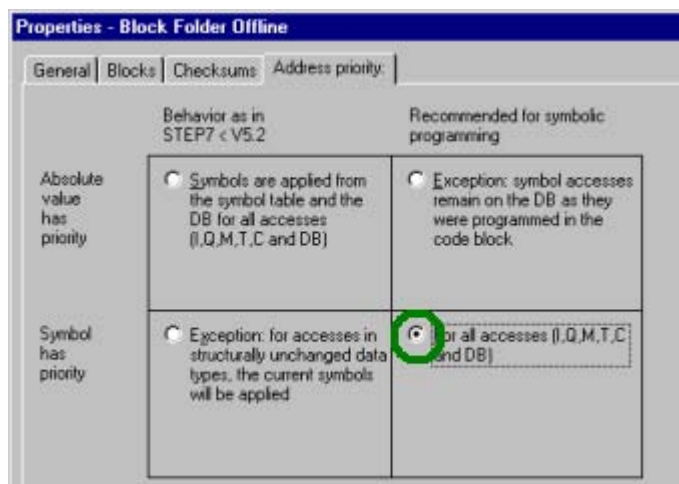 Properties - Block Folder Offline
General
Blocks
Checksums
Address priority:
Behavior as in
STEP7 < V5.2
Recommended for symbolic
programming
Absolute
value
has
priority
Symbols are applied from
the symbol table and the
DB for all accesses
(I,Q,M,T,C and DB)
Exception: symbol accesses
remain on the DB as they
were programmed in the
code block
Symbol
has
priority
Exception: for accesses in
structurally unchanged data
types, the current symbols
will be applied
or all accesses (I,Q,M,T,C
and DB)